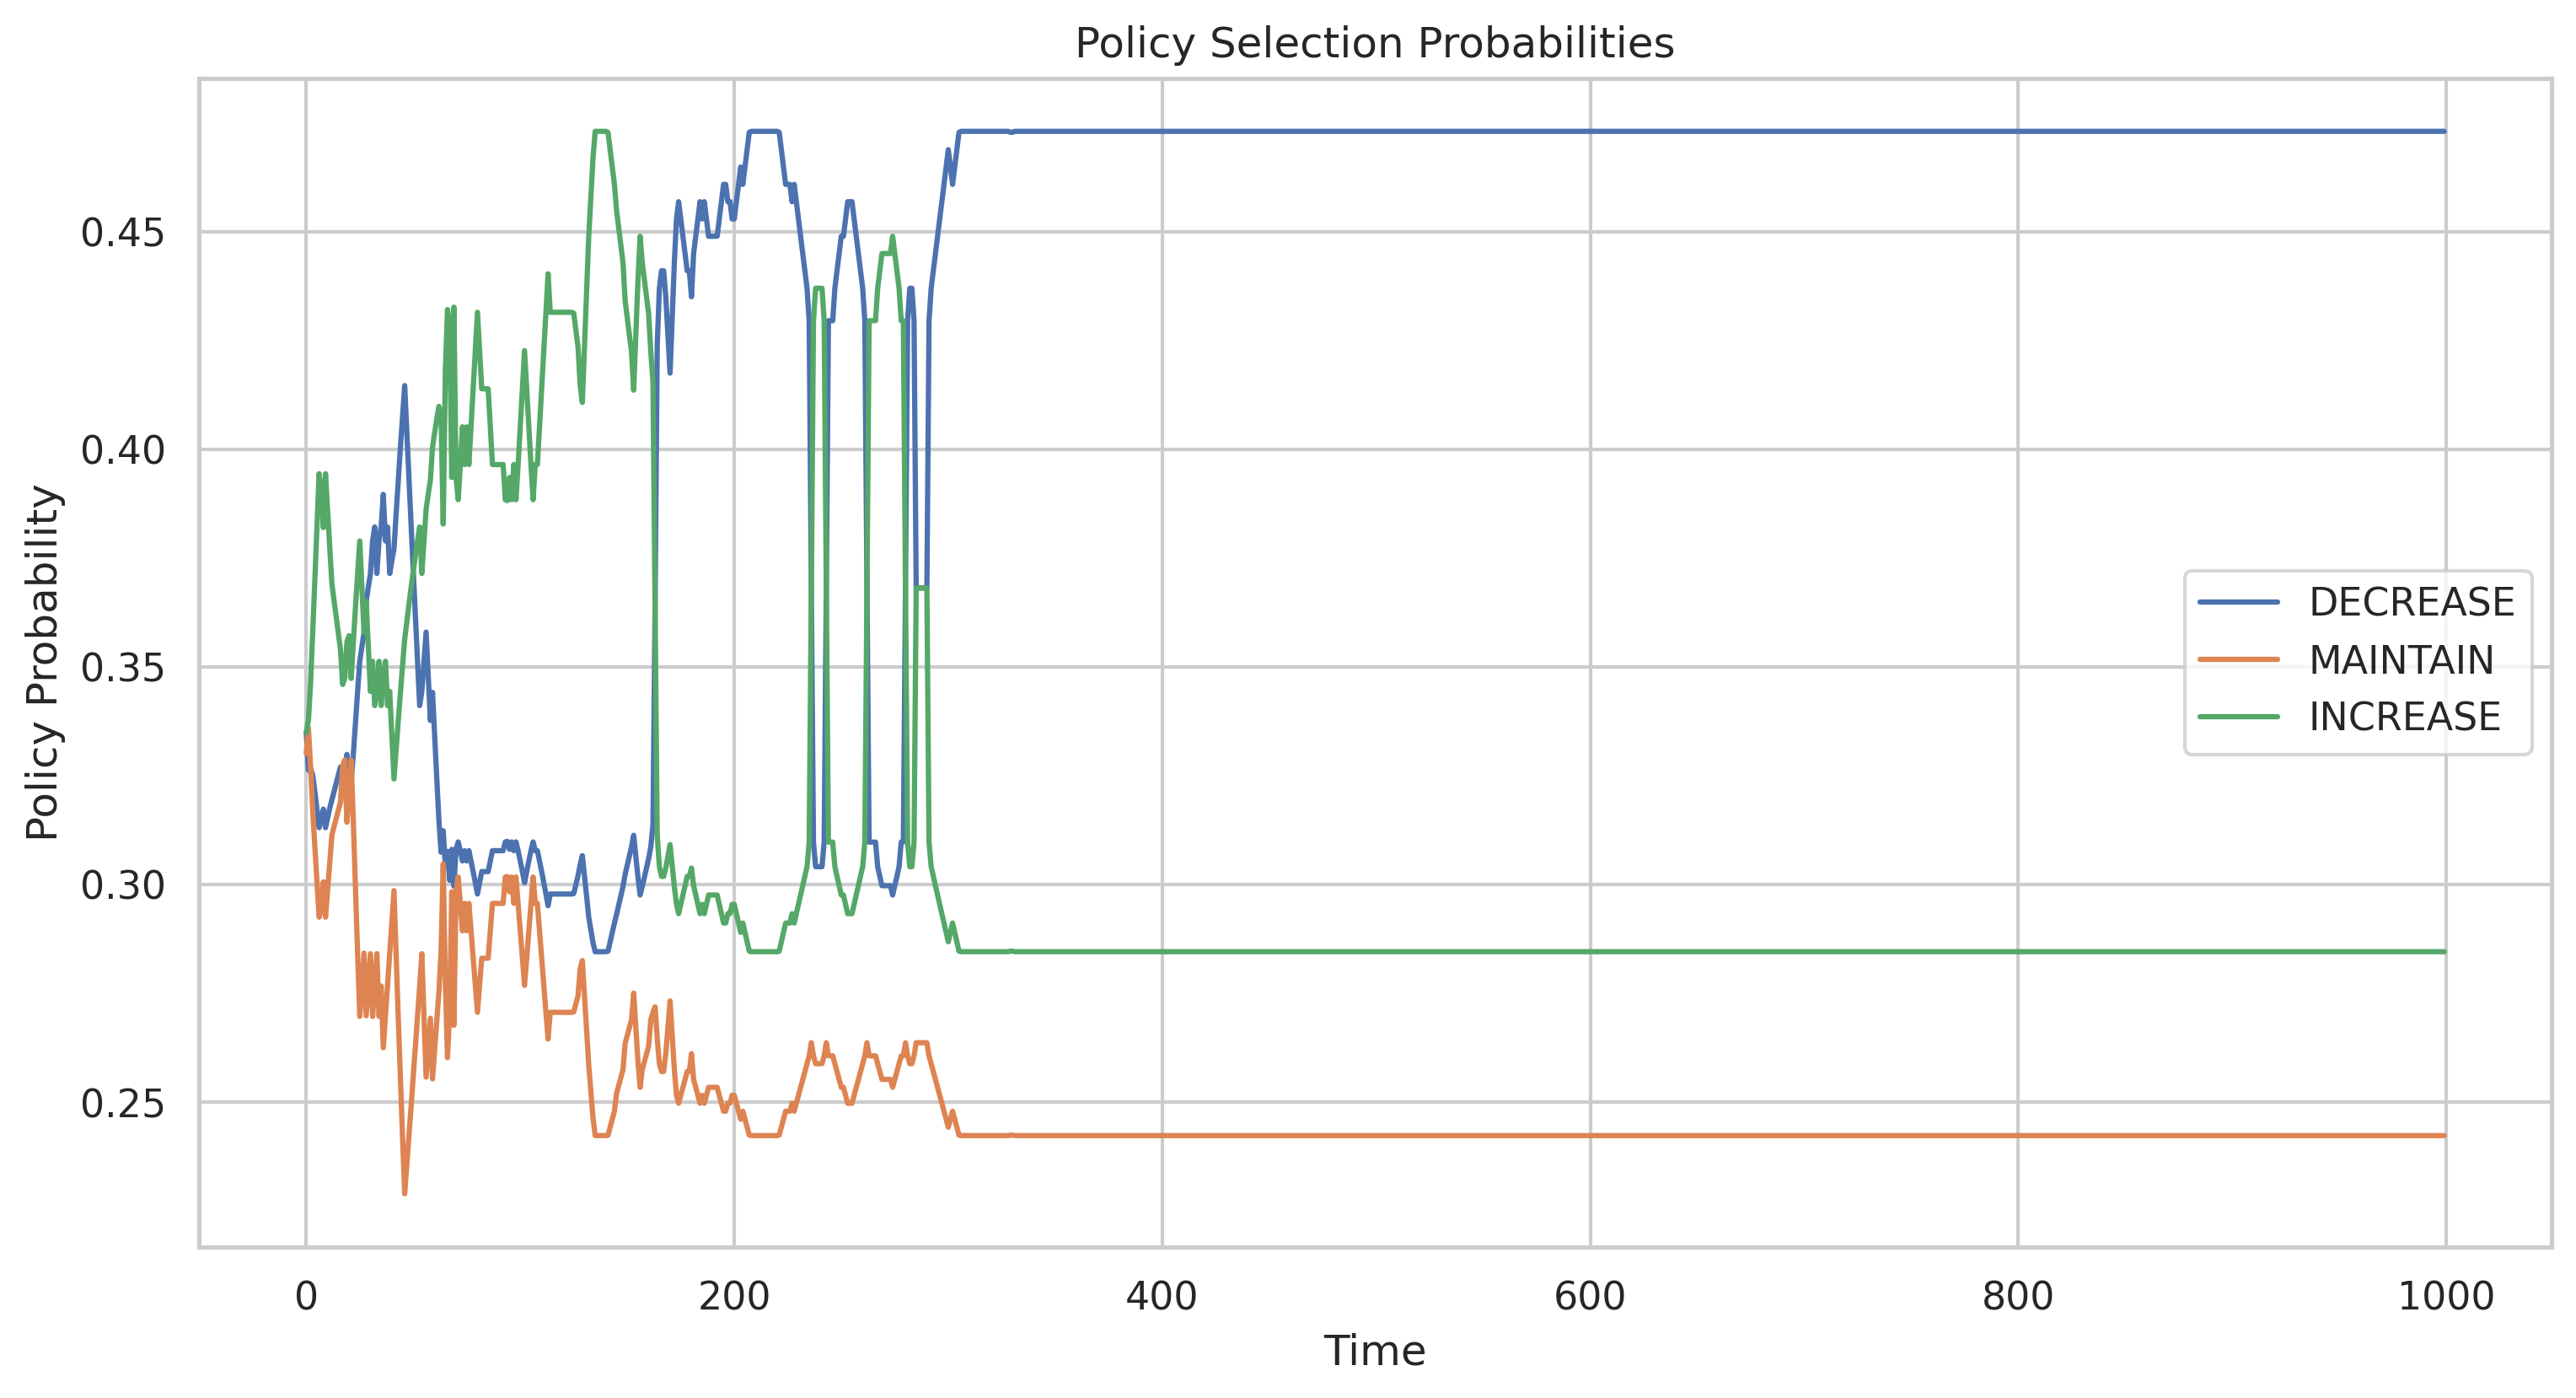 Policy Selection Probabilities
Policy Probability
0.45
0.40
0.35
0.30
0.25
DECREASE
MAINTAIN
INCREASE
0 200 400 600 800 1000
Time